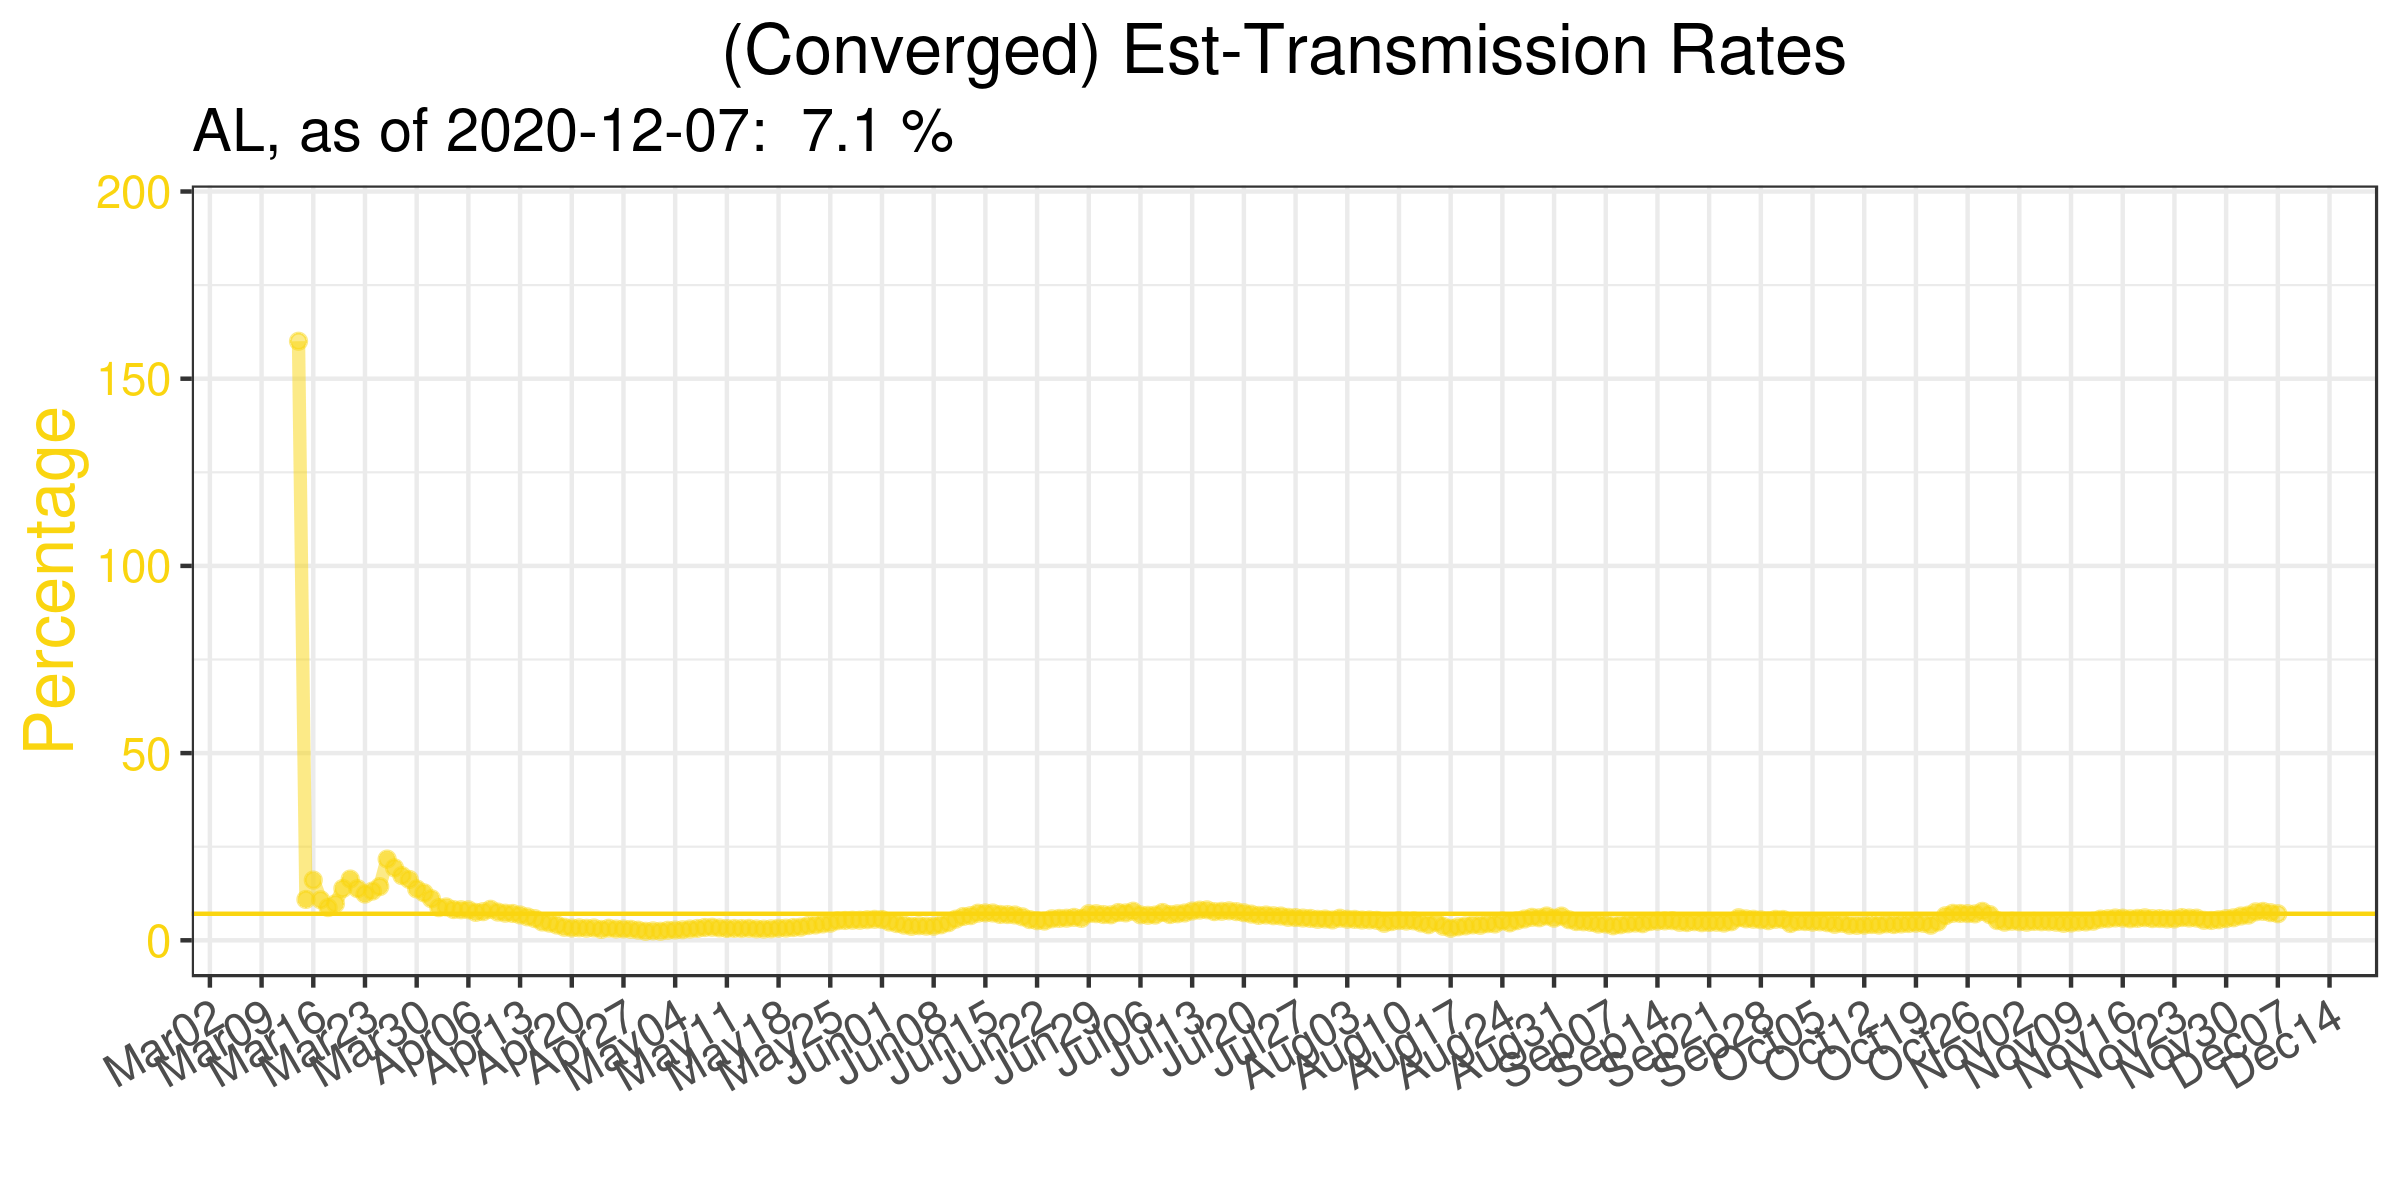 (Converged) Est-Transmission Rates
AL, as of 2020-12-07:  7.1 %
Percentage
200
150
100
50
0
Mar02
Mar09
Mar16
Mar23
Mar30
Apr06
Apr13
Apr20
Apr27
May04
May11
May18
May25
Jun01
Jun08
Jun15
Jun22
Jun29
Jul06
Jul13
Jul20
Jul27
Aug03
Aug10
Aug17
Aug24
Aug31
Sep07
Sep14
Sep21
Sep28
Oct05
Oct12
Oct19
Oct26
Nov02
Nov09
Nov16
Nov23
Nov30
Dec07
Dec14